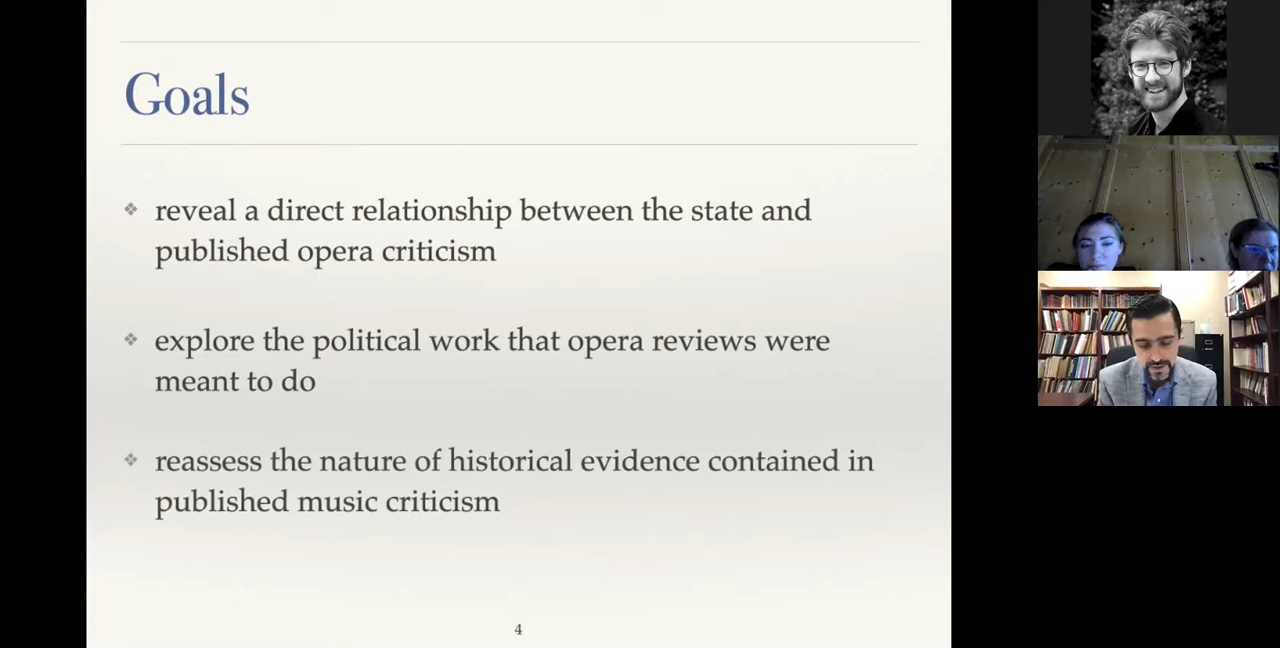 Goals
reveal a direct relationship between the state and
published opera criticism
explore the political work that opera reviews were
meant to do
reassess the nature of historical evidence contained in
published music criticism
4